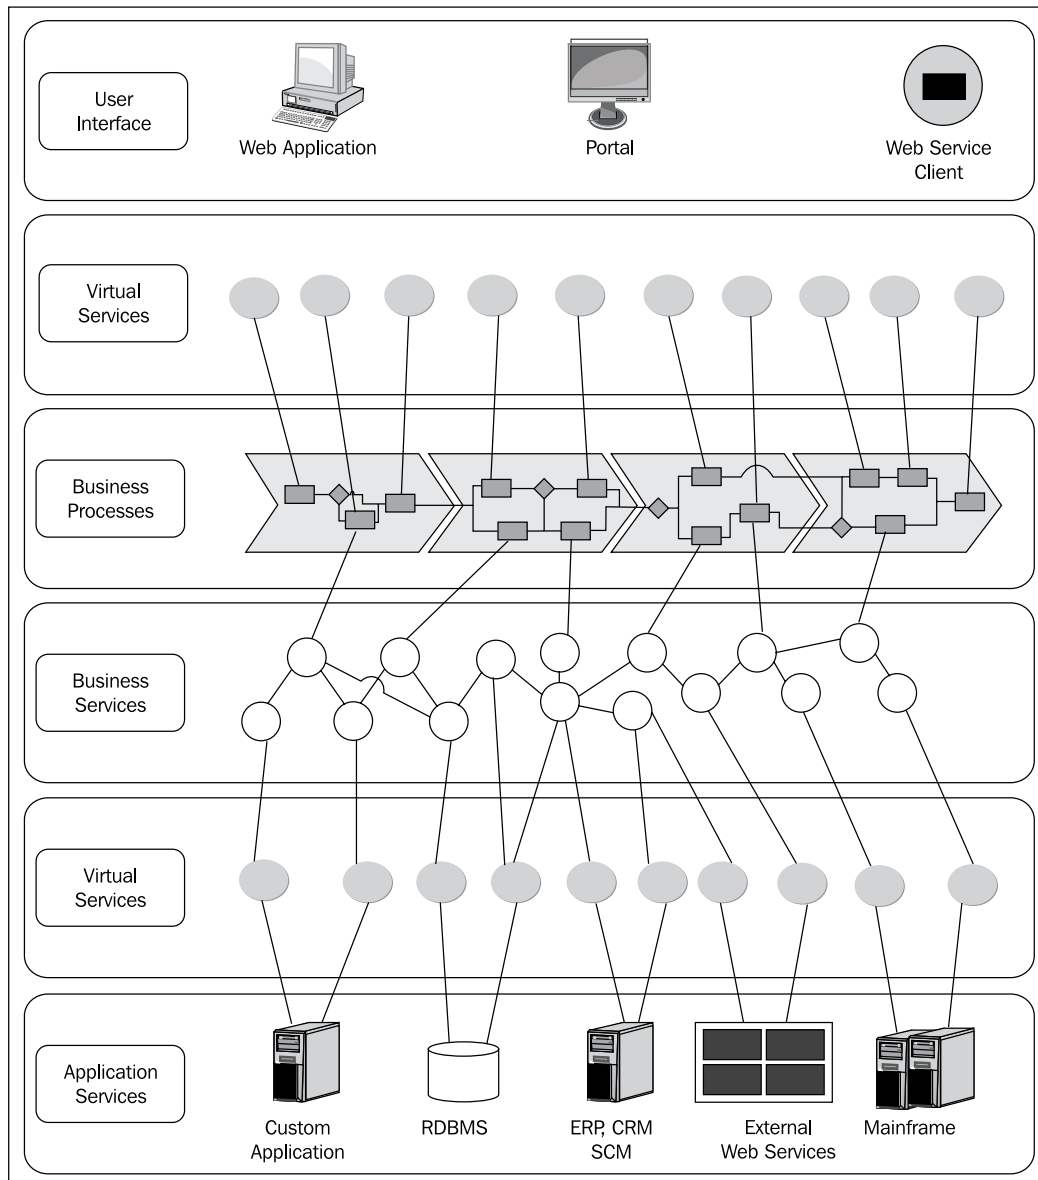 User
Interface
Web Application
Portal
Web Service
Client
Virtual
Services
Business
Processes
Business
Services
Virtual
Services
Application
Services
Custom
Application
RDBMS
ERP, CRM
SCM
External
Web Services
Mainframe